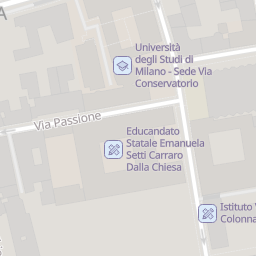 Università
degli Studi di
Milano - Sede Via
Conservatorio
Via Passione
Educandato
Statale Emanuela
Setti Carraro
Dalla Chiesa
Istituto
Colonna
A